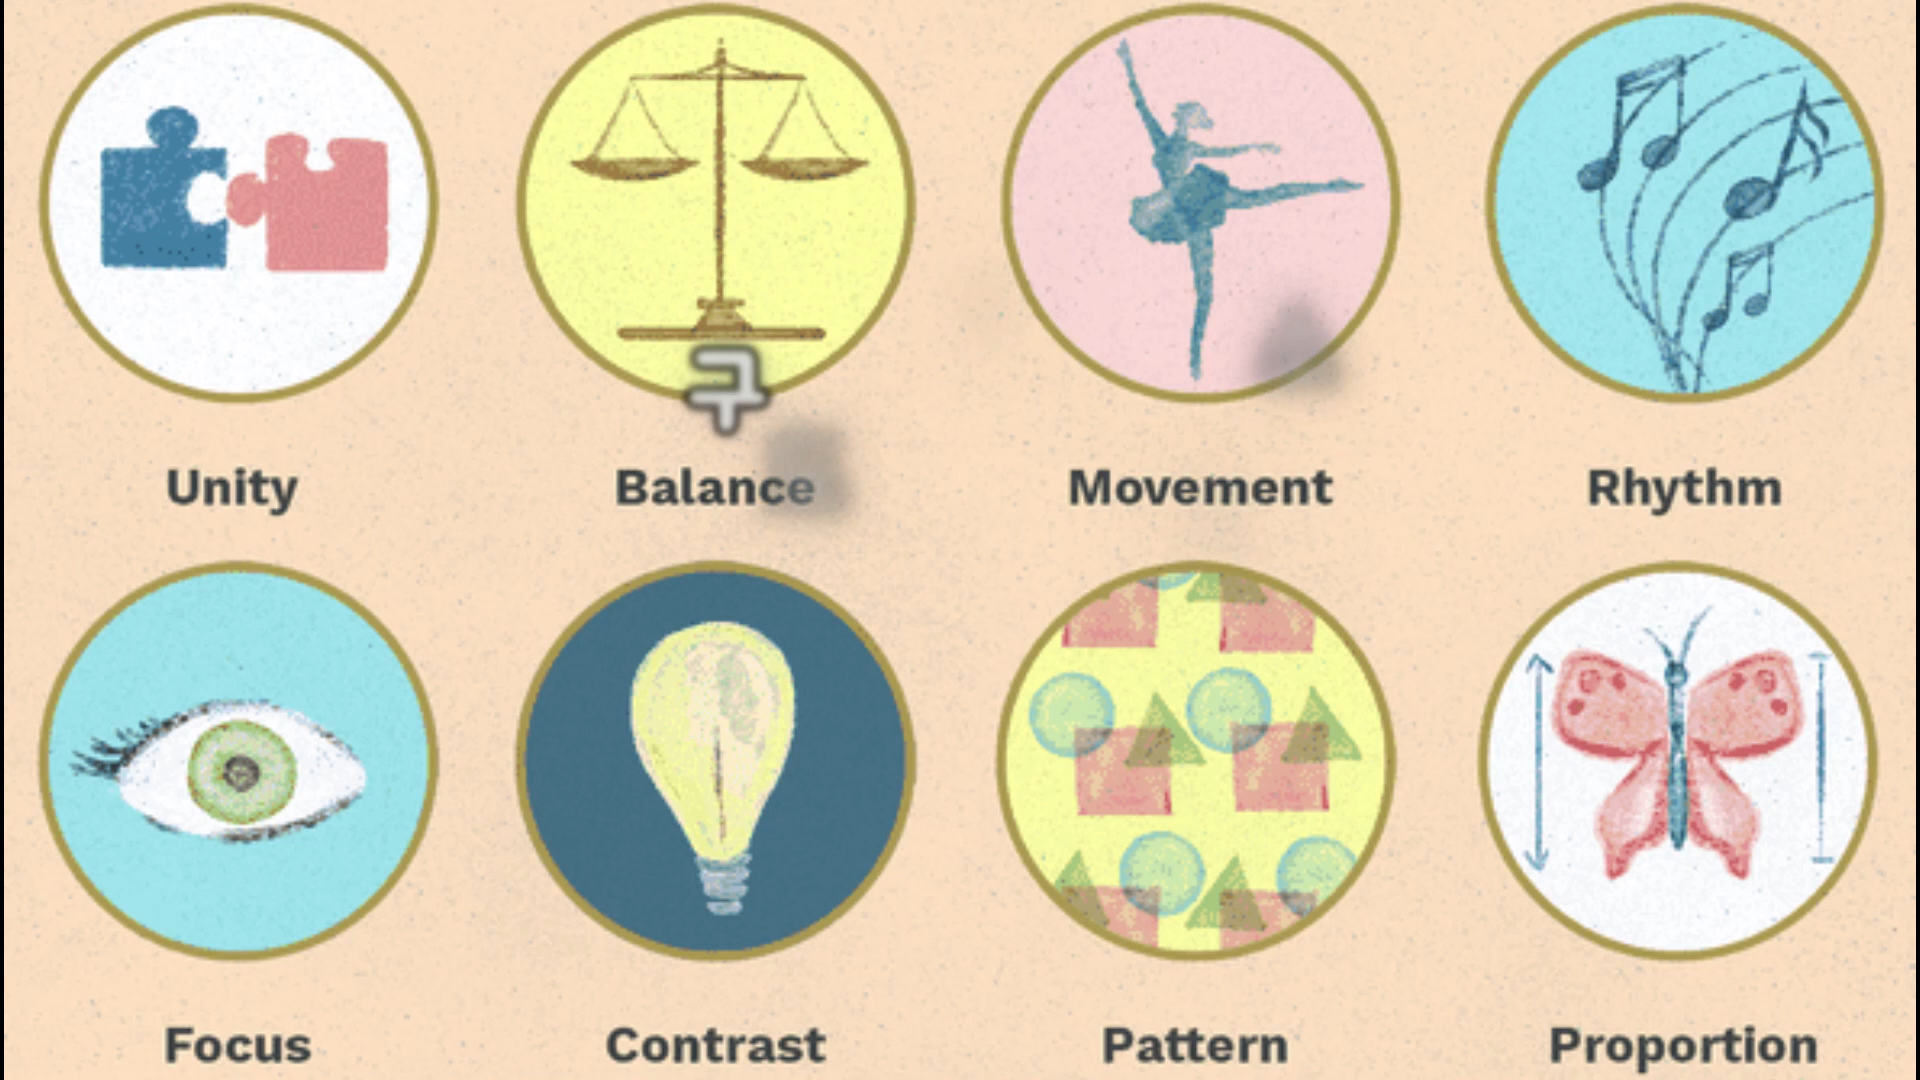 Unity
Balance
Movement
Rhythm
Focus
Contrast
Pattern
Proportion